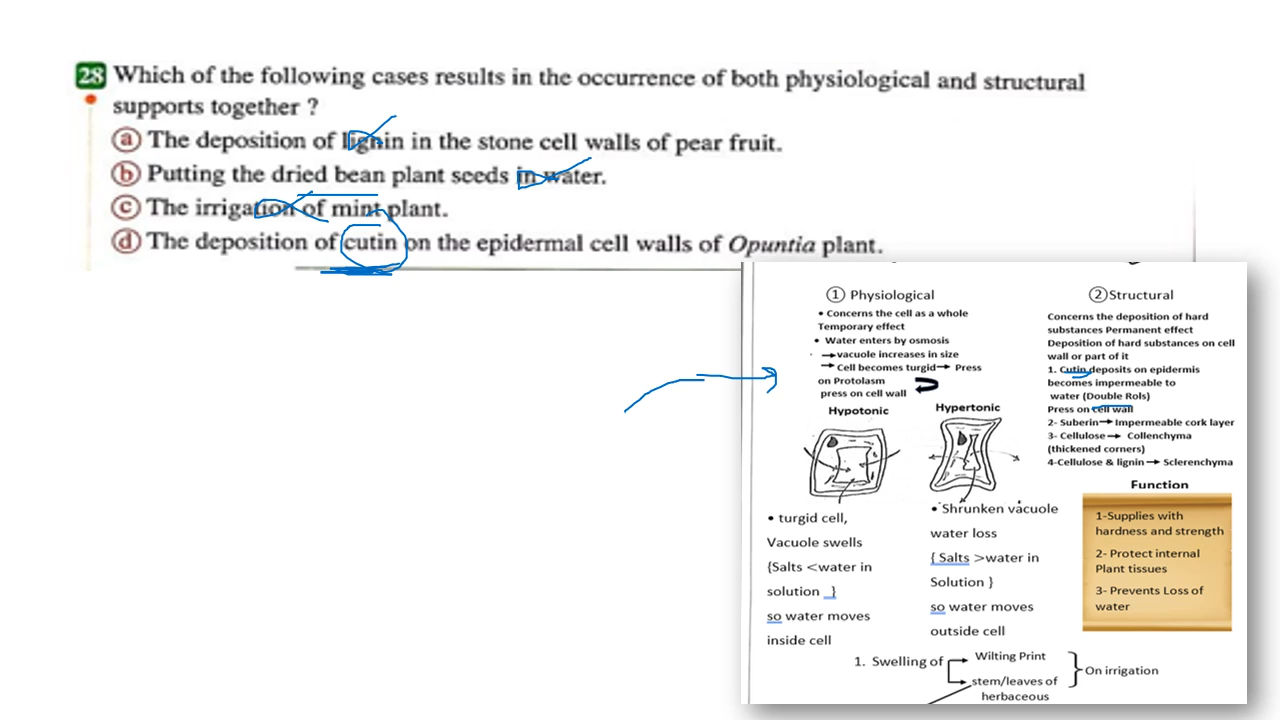 28 Which of the following cases results in the occurrence of both physiological and structural
supports together ?
ⓐ The deposition of lignin in the stone cell walls of pear fruit.
ⓑ Putting the dried bean plant seeds in water.
ⓒ The irrigation of mint plant.
ⓓ The deposition of cutin on the epidermal cell walls of Opuntia plant.
① Physiological
• Concerns the cell as a whole
Temporary effect
• Water enters by osmosis
→vacuole increases in size
→ Cell becomes turgid→ Press
on Protolasm
press on cell wall
Hypotonic
Hypertonic
• turgid cell,
Vacuole swells
{Salts <water in
solution }
so water moves
inside cell
• Shrunken vacuole
water loss
{ Salts >water in
Solution }
so water moves
outside cell
②Structural
Concerns the deposition of hard
substances Permanent effect
Deposition of hard substances on cell
wall or part of it
1. Cutin deposits on epidermis
becomes impermeable to
water (Double Rols)
Press on cell wall
2- Suberin→ Impermeable cork layer
3- Cellulose→ Collenchyma
(thickened corners)
4-Cellulose & lignin→ Sclerenchyma
Function
1-Supplies with
hardness and strength
2- Protect internal
Plant tissues
3- Prevents Loss of
water
1. Swelling of
Wilting Print
stem/leaves of
herbaceous
On irrigation